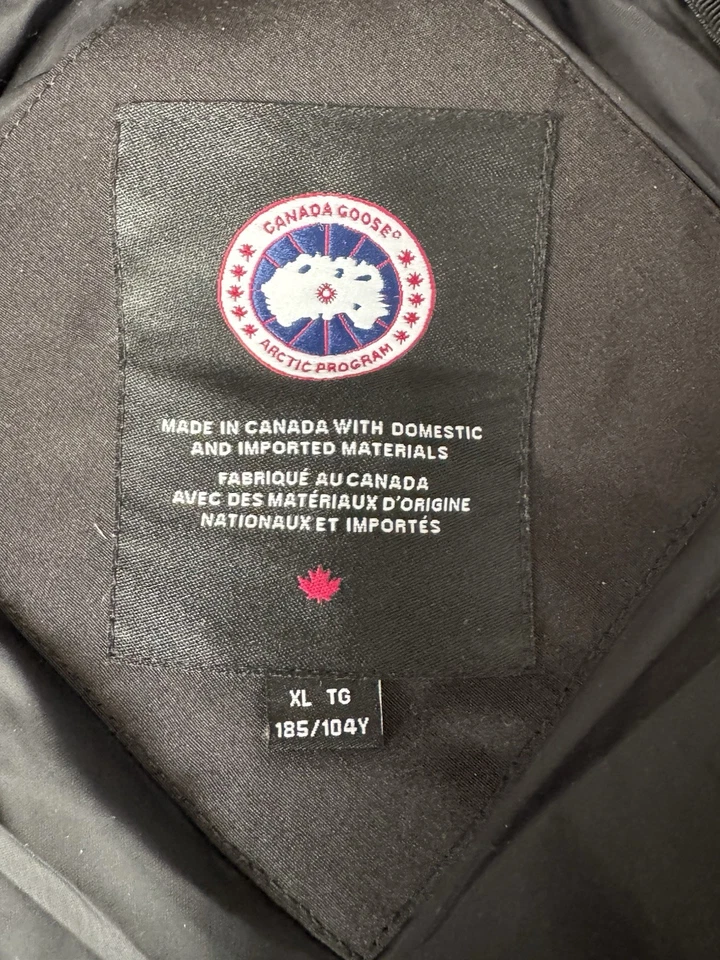 CANADA GOOSE®
ARCTIC PROGRAM
MADE IN CANADA WITH DOMESTIC
AND IMPORTED MATERIALS
FABRIQUÉ AU CANADA
AVEC DES MATÉRIAUX D'ORIGINE
NATIONAUX ET IMPORTÉS
XL TG
185/104Y